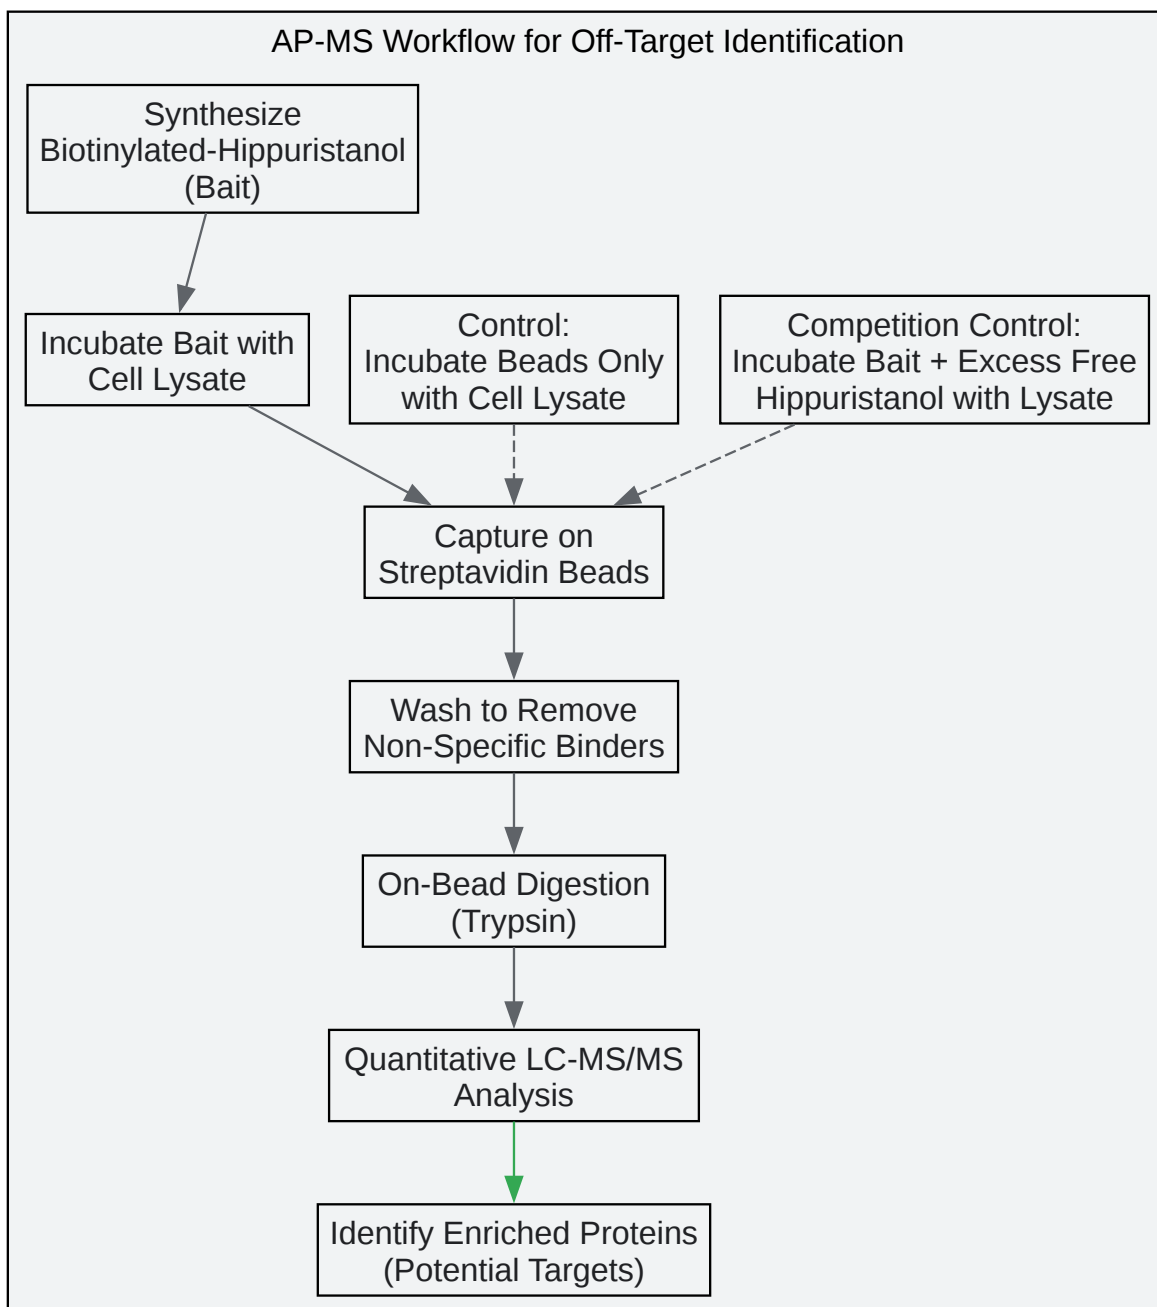 AP-MS Workflow for Off-Target Identification
Synthesize
Biotinylated-Hippuristanol
(Bait)
Incubate Bait with
Cell Lysate
Control:
Incubate Beads Only
with Cell Lysate
Competition Control:
Incubate Bait + Excess Free
Hippuristanol with Lysate
Capture on
Streptavidin Beads
Wash to Remove
Non-Specific Binders
On-Bead Digestion
(Trypsin)
Quantitative LC-MS/MS
Analysis
Identify Enriched Proteins
(Potential Targets)